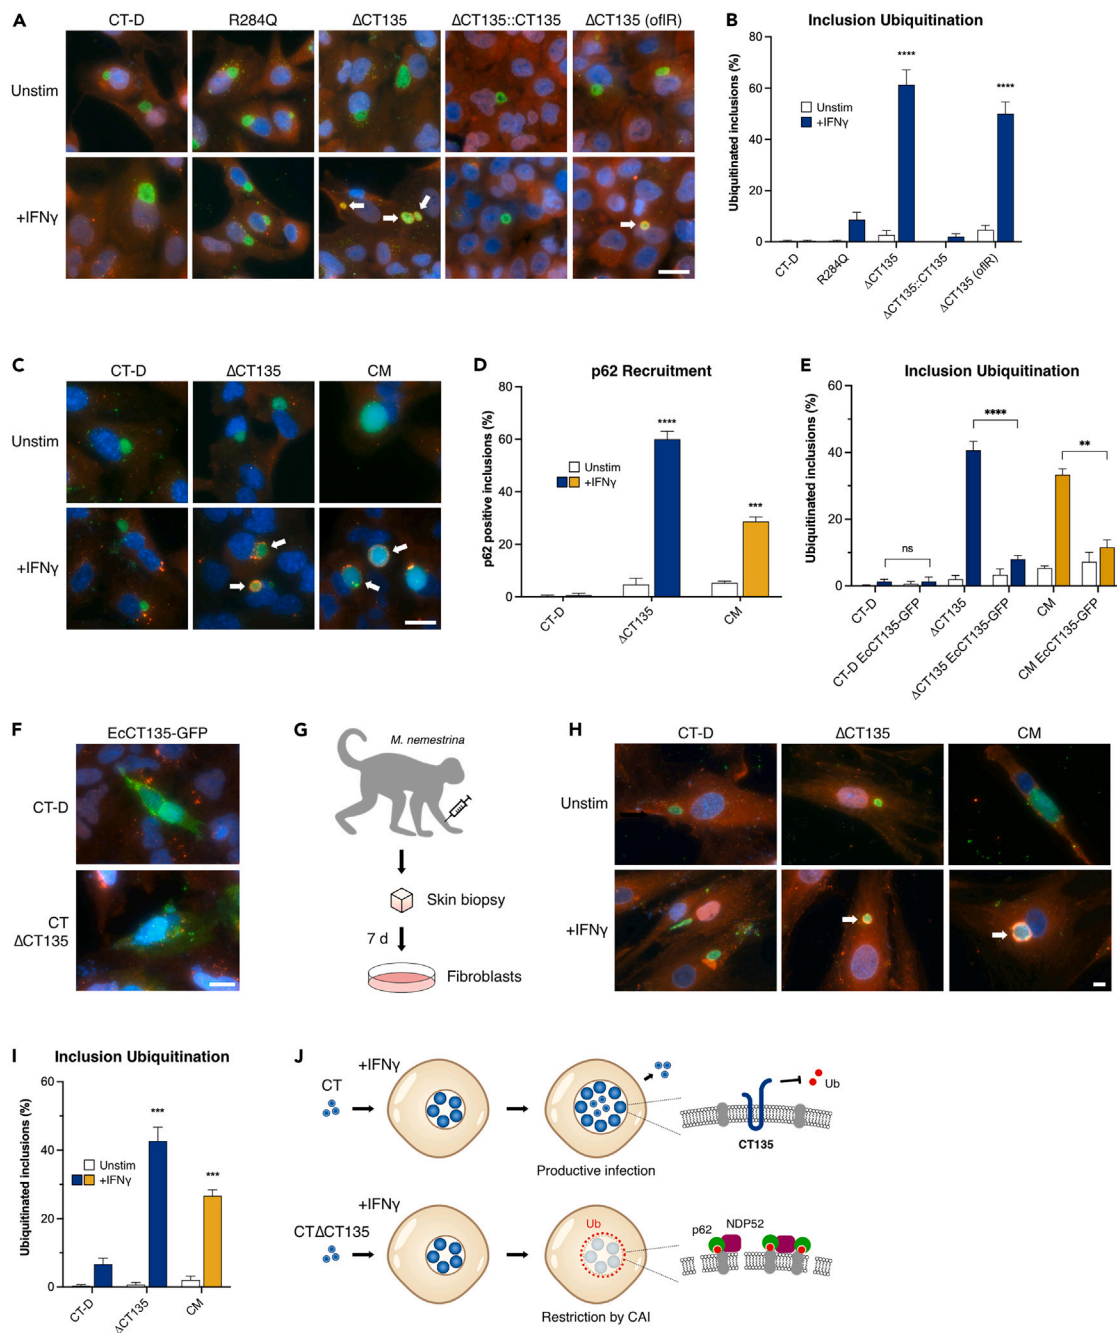 A
CT-D
R284Q
ΔCT135
ΔCT135::CT135
ΔCT135 (oflR)
Unstim
+IFNγ
B
Inclusion Ubiquitination
Ubiquitinated inclusions (%)
80
60
40
20
0
Unstim
+IFNγ
****
****
CT-D
R284Q
ΔCT135
ΔCT135::CT135
ΔCT135 (oflR)
C
CT-D
ΔCT135
CM
Unstim
+IFNγ
D
p62 Recruitment
p62 positive inclusions (%)
80
60
40
20
0
Unstim
+IFNγ
****
***
CT-D
ΔCT135
CM
E
Inclusion Ubiquitination
Ubiquitinated inclusions (%)
60
40
20
0
ns
****
**
CT-D
CT-D EcCT135-GFP
ΔCT135
ΔCT135 EcCT135-GFP
CM
CM EcCT135-GFP
F
EcCT135-GFP
CT-D
CT
ΔCT135
G
M. nemestrina
Skin biopsy
7 d
Fibroblasts
H
CT-D
ΔCT135
CM
Unstim
+IFNγ
I
Inclusion Ubiquitination
Ubiquitinated inclusions (%)
60
40
20
0
Unstim
+IFNγ
***
***
CT-D
ΔCT135
CM
J
+IFNγ
CT
Productive infection
Ub
CT135
+IFNγ
CTΔCT135
Ub
Restriction by CAI
p62
NDP52